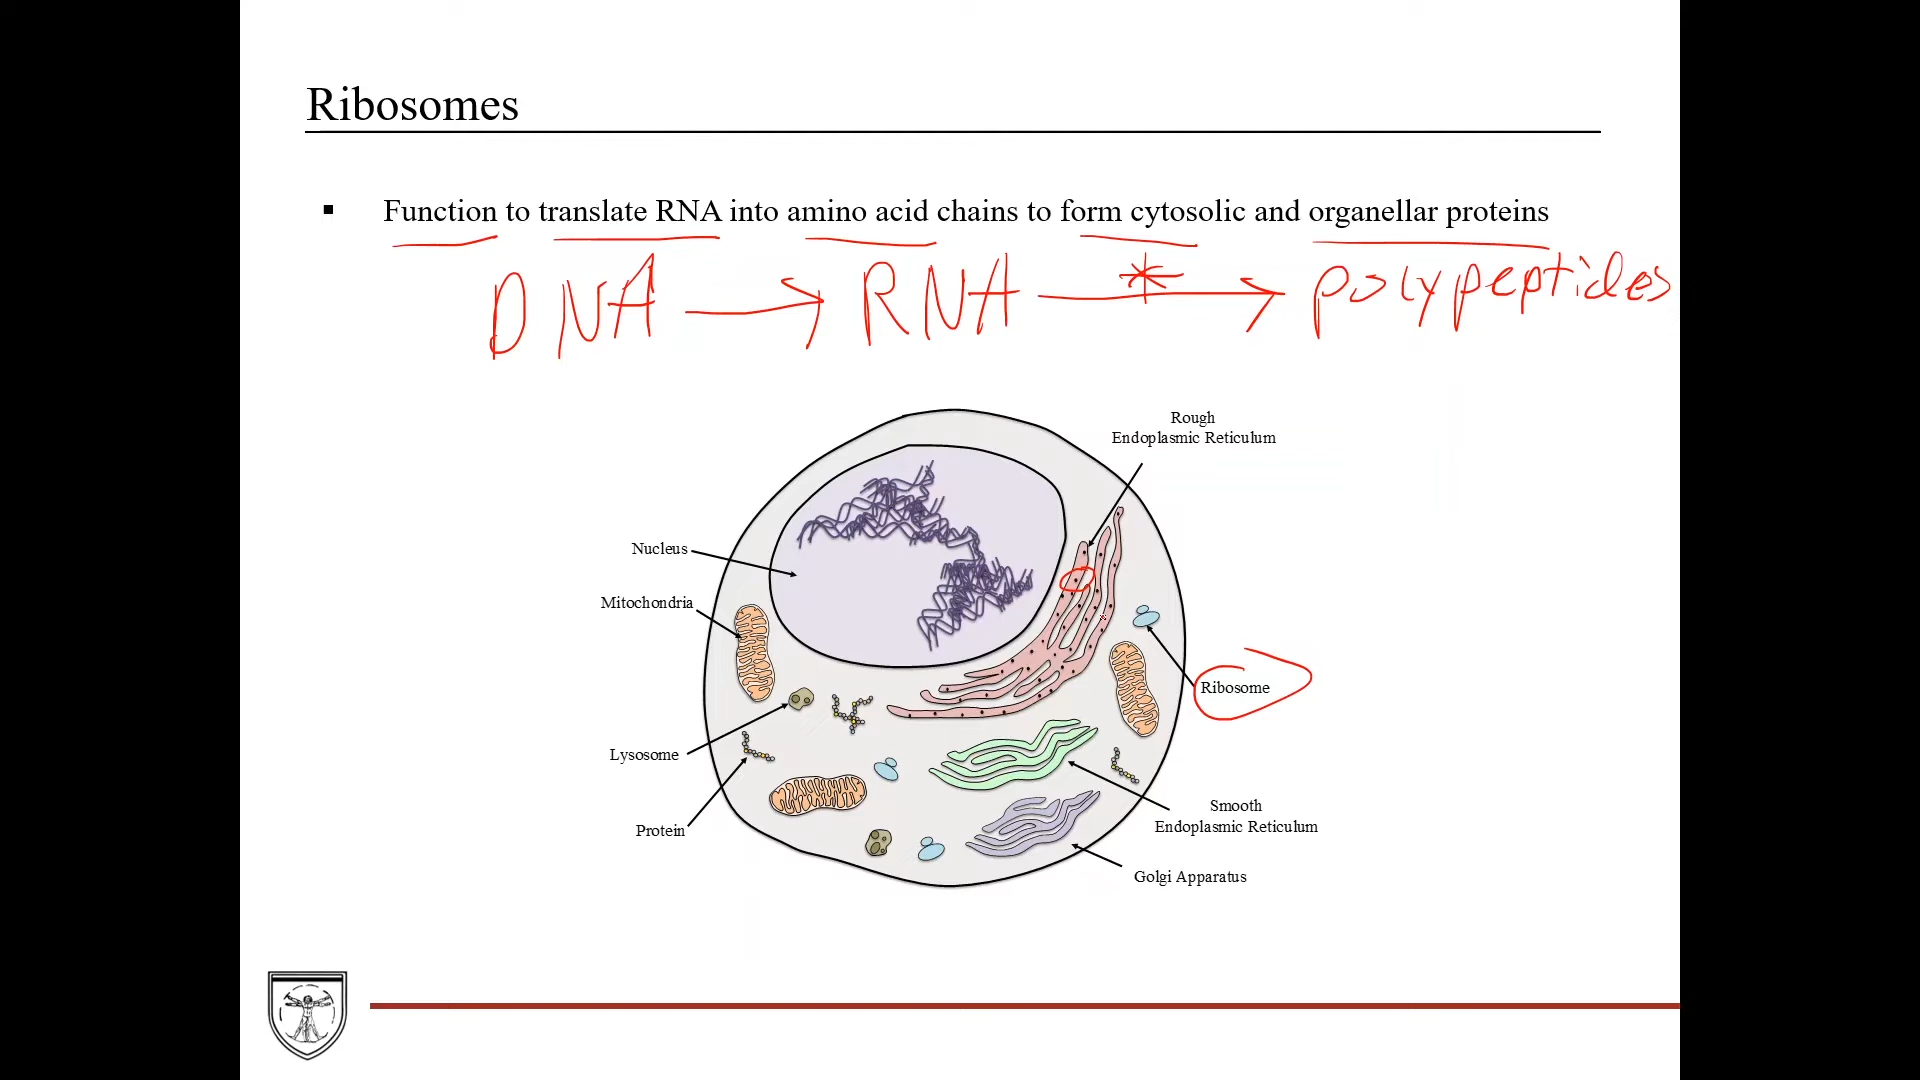 Ribosomes
▪ Function to translate RNA into amino acid chains to form cytosolic and organellar proteins
DNA → RNA * → polypeptides
Rough
Endoplasmic Reticulum
Nucleus
Mitochondria
Ribosome
Lysosome
Smooth
Endoplasmic Reticulum
Protein
Golgi Apparatus